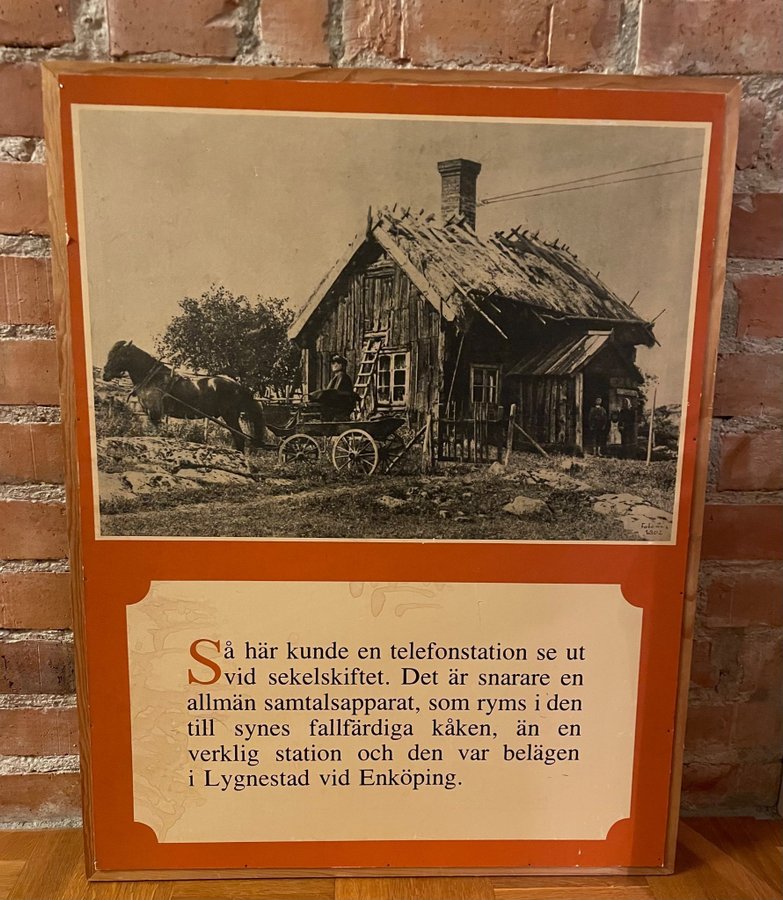 Så här kunde en telefonstation se ut
vid sekelskiftet. Det är snarare en
allmän samtalsapparat, som ryms i den
till synes fallfärdiga kåken, än en
verklig station och den var belägen
i Lygnestad vid Enköping.